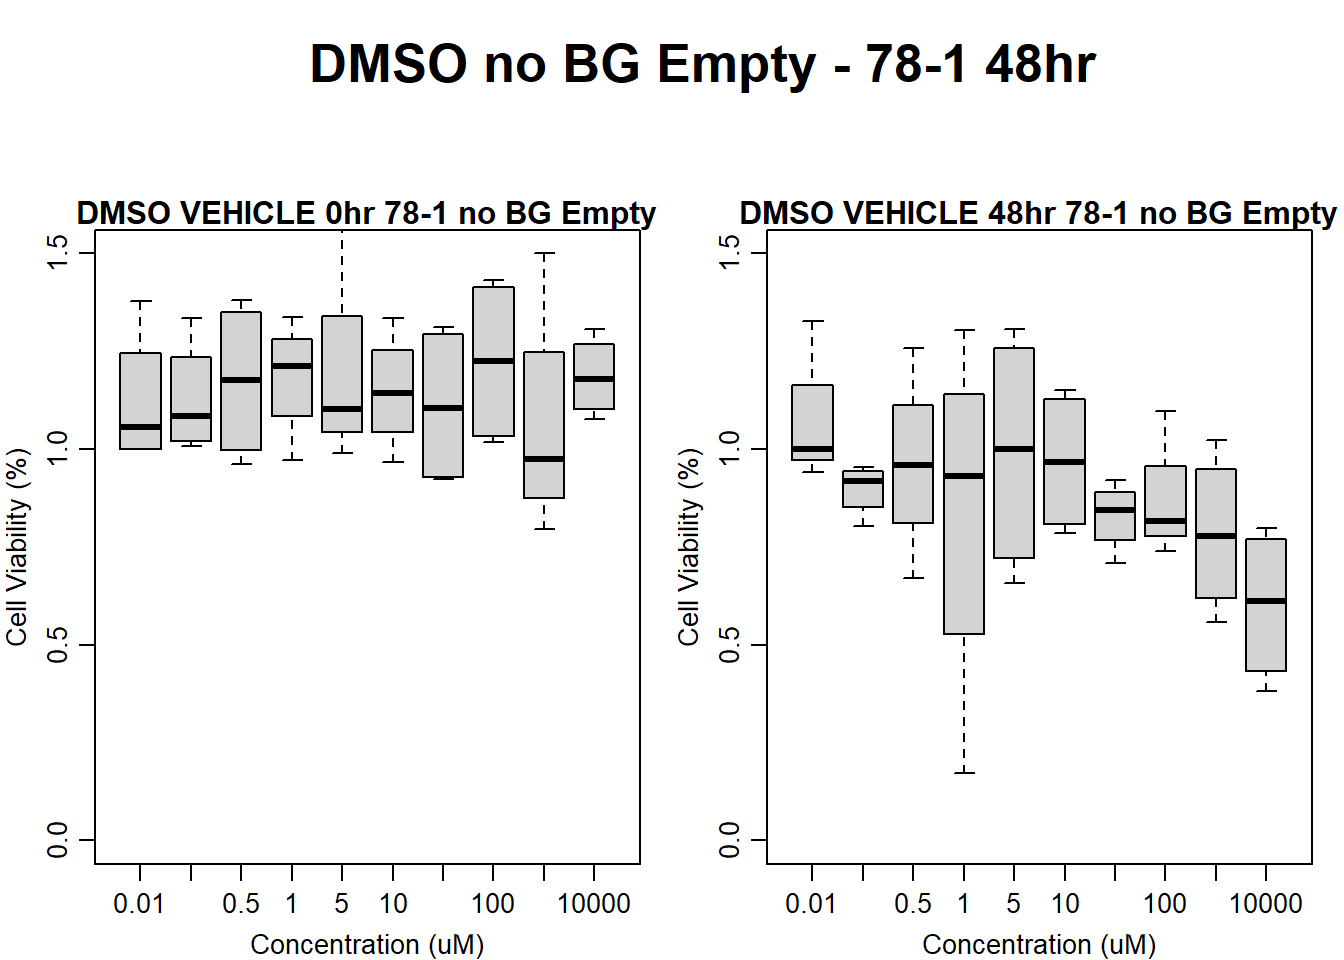 DMSO no BG Empty - 78-1 48hr
DMSO VEHICLE 0hr 78-1 no BG Empty
Cell Viability (%)
1.5
1.0
0.5
0.0
0.01 0.5 1 5 10 100 10000
Concentration (uM)
DMSO VEHICLE 48hr 78-1 no BG Empty
Cell Viability (%)
1.5
1.0
0.5
0.0
0.01 0.5 1 5 10 100 10000
Concentration (uM)